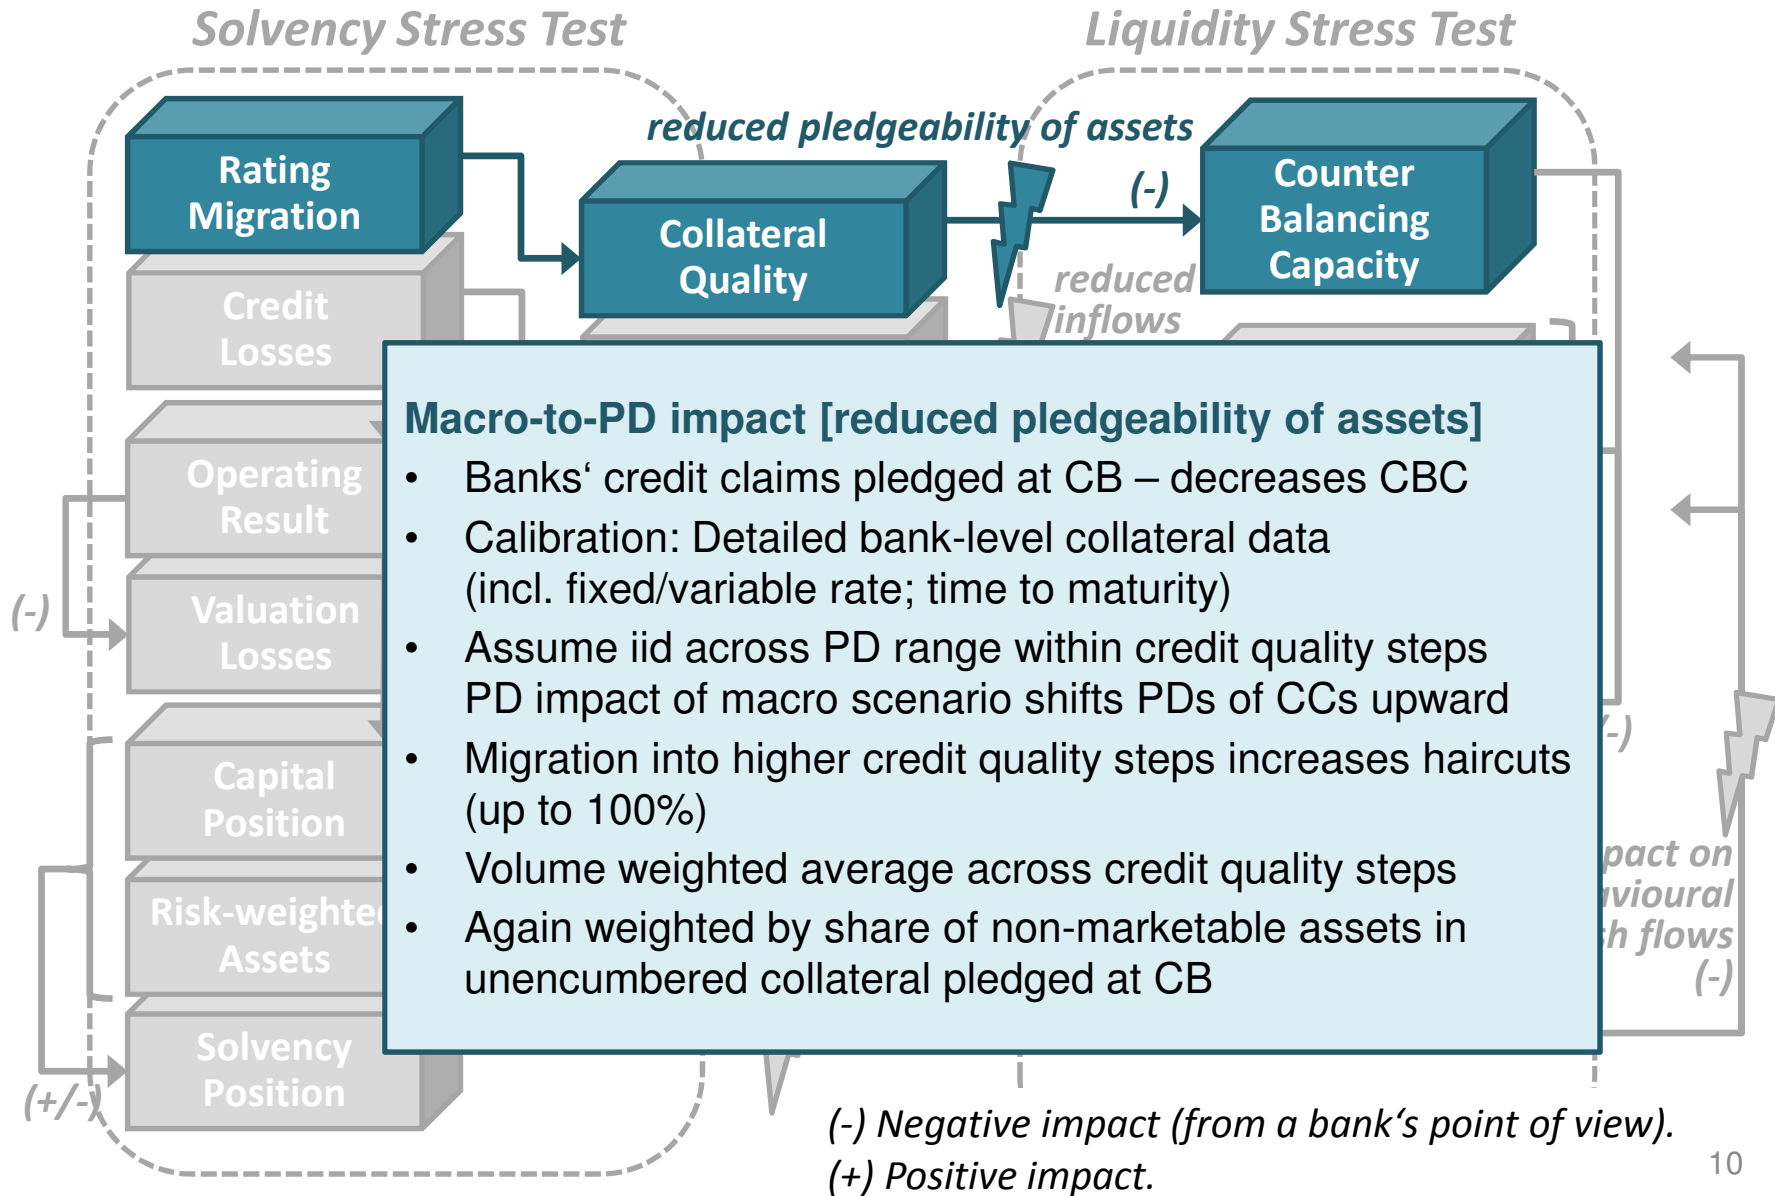 Solvency Stress Test
Liquidity Stress Test
reduced pledgeability of assets
Rating
Migration
Collateral
Quality
(-)
Counter
Balancing
Capacity
Credit
Losses
reduced
inflows
Operating
Result
(-)
Valuation
Losses
Capital
Position
Risk-weighted
Assets
Solvency
Position
(+/-)
Macro-to-PD impact [reduced pledgeability of assets]
• Banks‘ credit claims pledged at CB – decreases CBC
• Calibration: Detailed bank-level collateral data
(incl. fixed/variable rate; time to maturity)
• Assume iid across PD range within credit quality steps
PD impact of macro scenario shifts PDs of CCs upward
• Migration into higher credit quality steps increases haircuts
(up to 100%)
• Volume weighted average across credit quality steps
• Again weighted by share of non-marketable assets in
unencumbered collateral pledged at CB
on
flows
(-)
(-) Negative impact (from a bank‘s point of view).
(+) Positive impact.
10